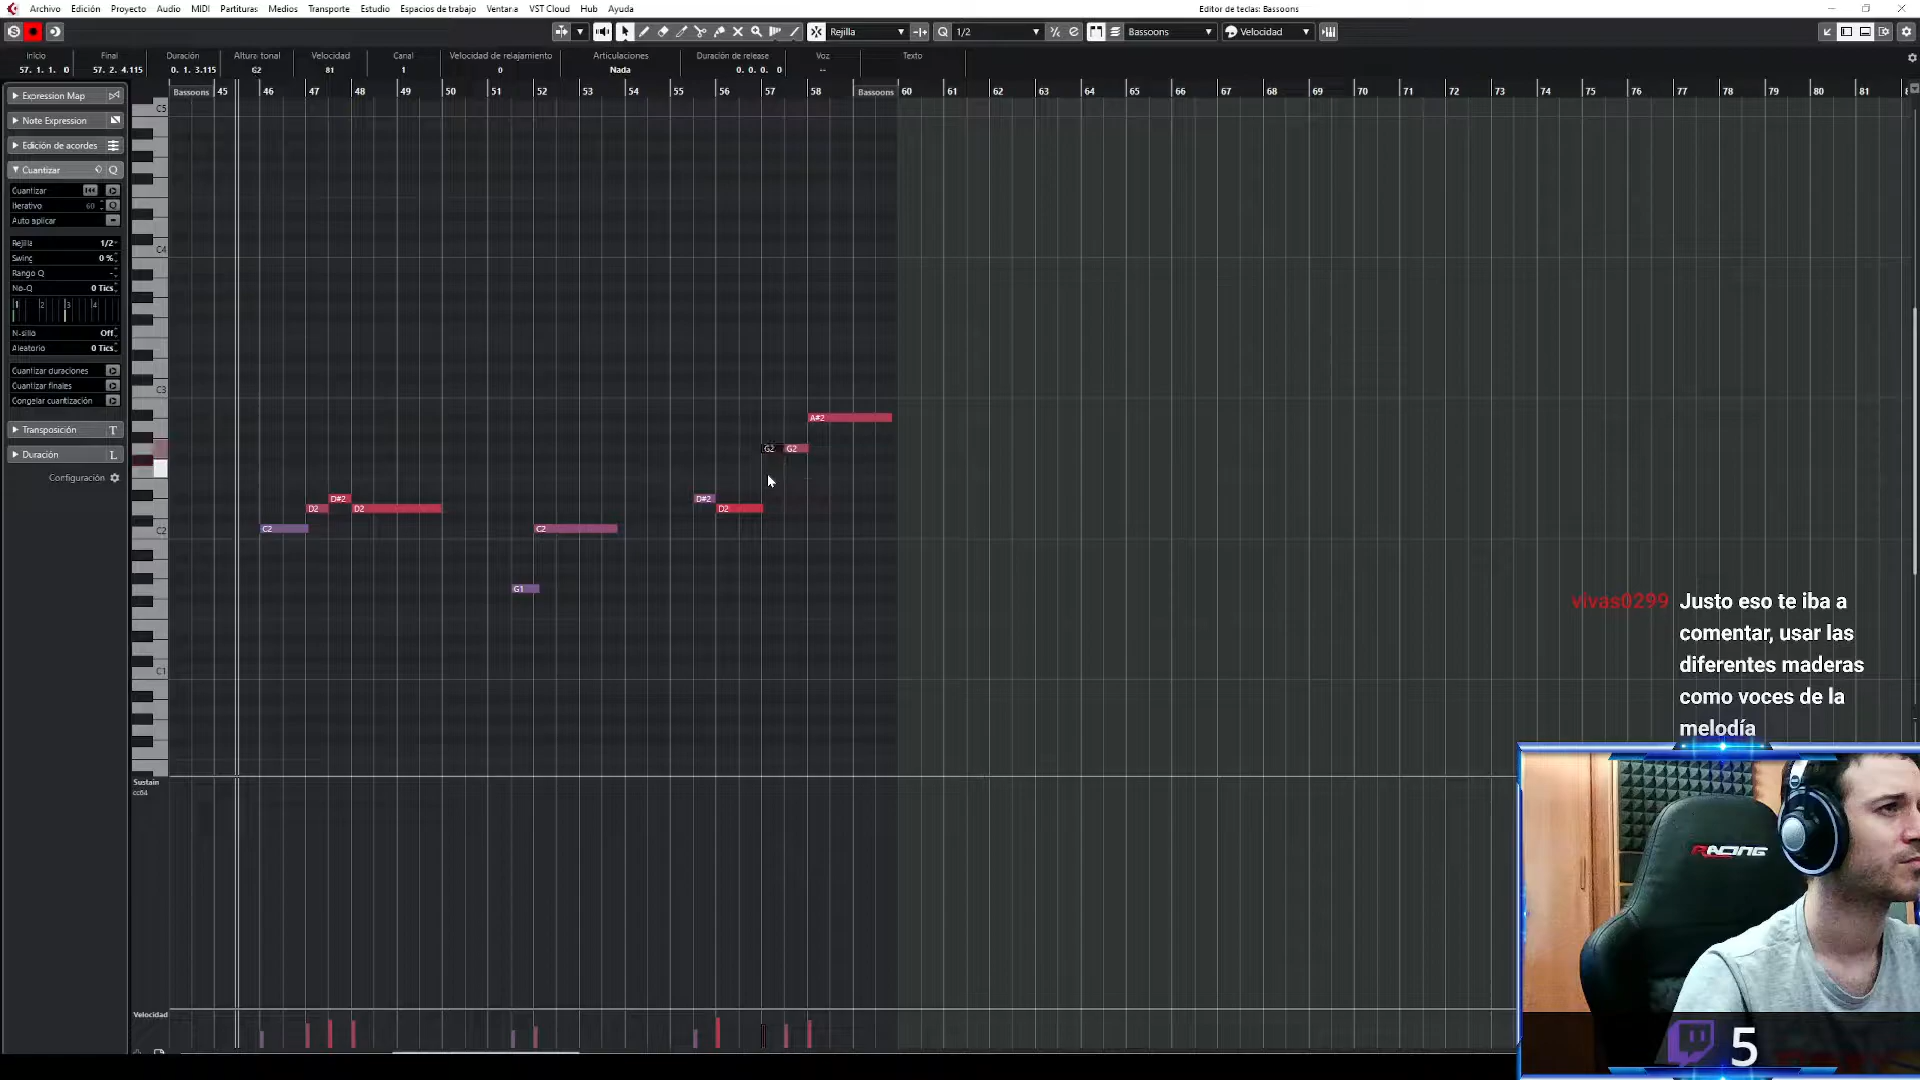 Archivo Edición Proyecto Audio MIDI Partituras Medios Transporte Estudio Espacios de trabajo Ventana VST Cloud Hub Ayuda
Editor de teclas: Bassoons
Rejilla Q 1/2 Bassoons Velocidad
Inicio Final Duración Altura tonal Velocidad Canal Velocidad de relajamiento Articulaciones Duración de release Voz Texto
57. 1. 1. 0 57. 2. 4.115 0. 1. 3.115 G2 81 1 0 Nada 0. 0. 0. 0 --
Bassoons 45 46 47 48 49 50 51 52 53 54 55 56 57 58 Bassoons 60 61 62 63 64 65 66 67 68 69 70 71 72 73 74 75 76 77 78 79 80 81
Expression Map
Note Expression
Edición de acordes
Cuantizar Q
Cuantizar
Iterativo 60 Q
Auto aplicar
Rejilla 1/2
Swing 0 %
Rango Q -
No-Q 0 Tics
1 2 3 4
N-sillo Off
Aleatorio 0 Tics
Cuantizar duraciones
Cuantizar finales
Congelar cuantización
Transposición T
Duración L
Configuración
C5
C4
C3
C2
C1
A#2
G2 G2
D#2 D#2
D2 D2 D2
C2 C2
G1
Sustain
cc64
Velocidad
vivas0299 Justo eso te iba a
comentar, usar las
diferentes maderas
como voces de la
melodía
RACING
5